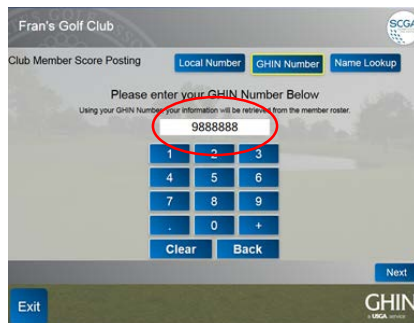 Fran's Golf Club
SCGA
Club Member Score Posting
Local Number GHIN Number Name Lookup
Please enter your GHIN Number Below
Using your GHIN Number, your information will be retrieved from the member roster.
9888888
1 2 3
4 5 6
7 8 9
. 0 +
Clear Back
Next
Exit
GHIN
a USGA service